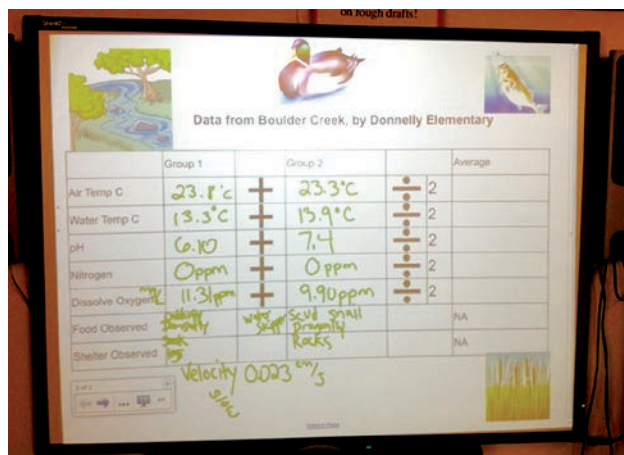 on rough drafts!
Data from Boulder Creek, by Donnelly Elementary
Group 1 Group 2 Average
Air Temp C 23.8°C + 23.3°C ÷ 2
Water Temp C 13.3°C + 13.9°C ÷ 2
pH 6.10 + 7.4 ÷ 2
Nitrogen 0ppm + 0ppm ÷ 2
Dissolve Oxygen mg/L 11.31ppm + 9.90ppm ÷ 2
Food Observed water Scud small NA
Shelter Observed Rocks NA
Velocity 0.023 cm/s
slow